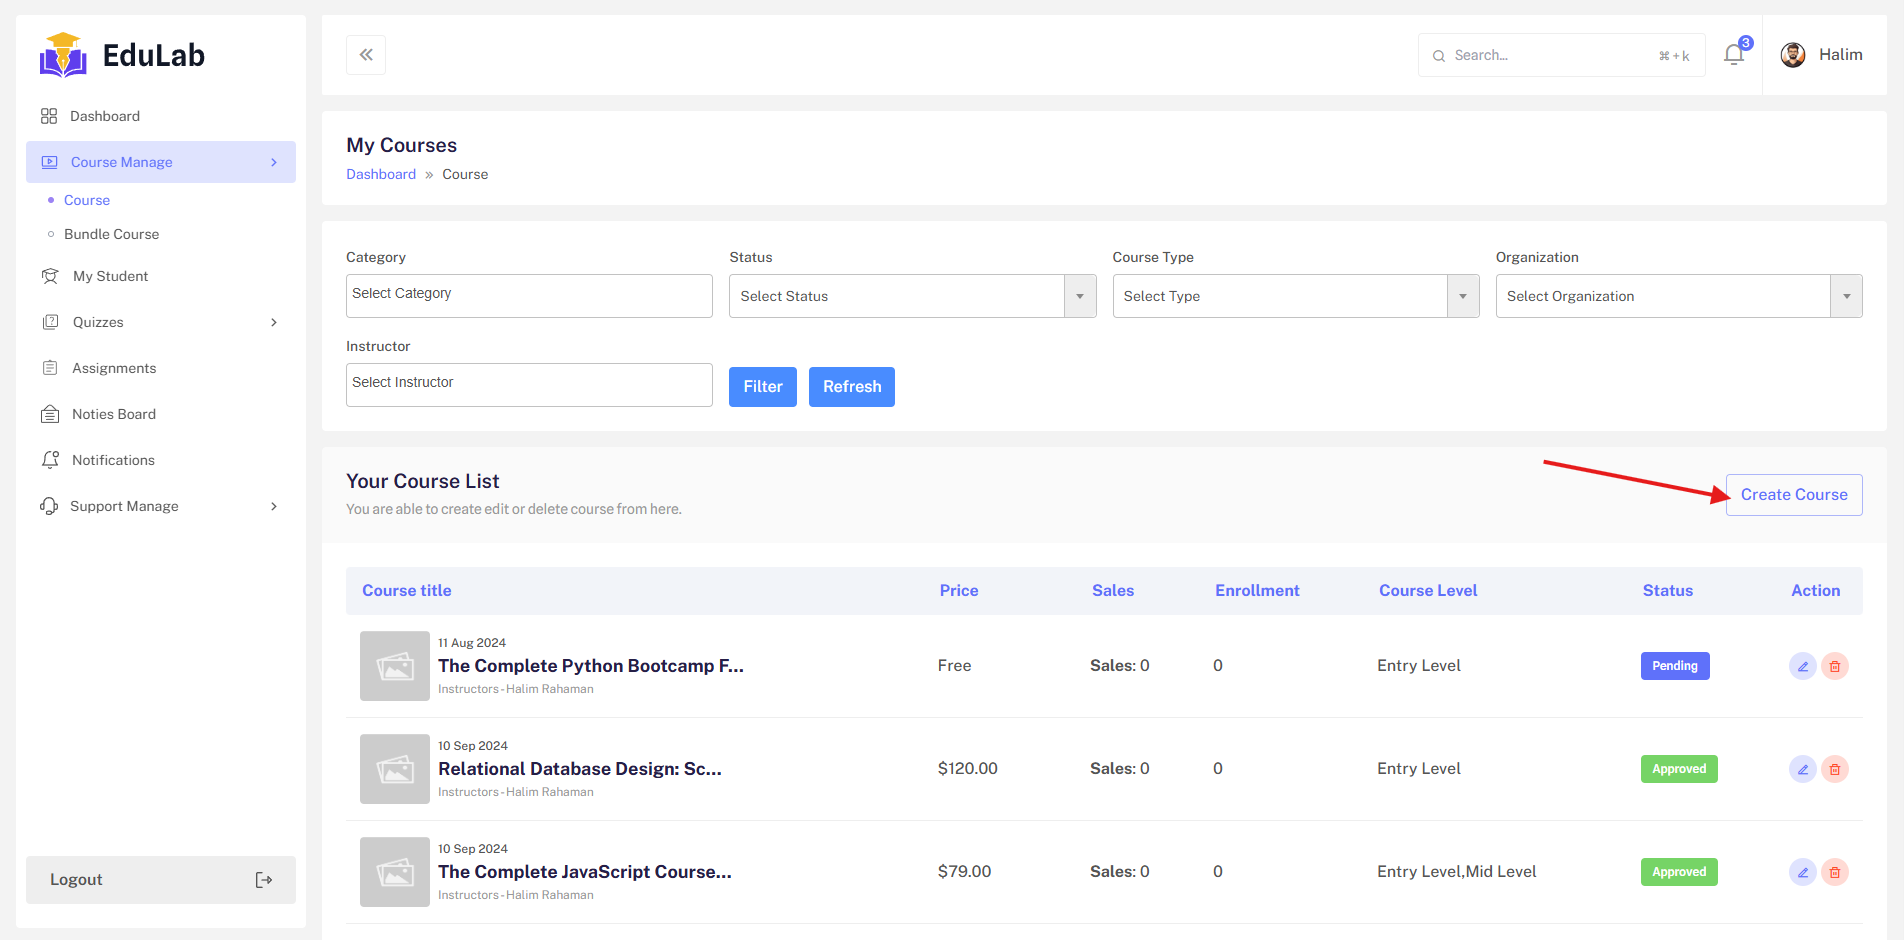 EduLab
Search...
⌘ + k
3
Halim
Dashboard
Course Manage
Course
Bundle Course
My Student
Quizzes
Assignments
Noties Board
Notifications
Support Manage
Logout
My Courses
Dashboard » Course
Category Status Course Type Organization
Select Category Select Status Select Type Select Organization
Instructor
Select Instructor Filter Refresh
Your Course List
You are able to create edit or delete course from here.
Create Course
Course title Price Sales Enrollment Course Level Status Action
11 Aug 2024
The Complete Python Bootcamp F... Free Sales: 0 0 Entry Level Pending
Instructors - Halim Rahaman
10 Sep 2024
Relational Database Design: Sc... $120.00 Sales: 0 0 Entry Level Approved
Instructors - Halim Rahaman
10 Sep 2024
The Complete JavaScript Course... $79.00 Sales: 0 0 Entry Level,Mid Level Approved
Instructors - Halim Rahaman